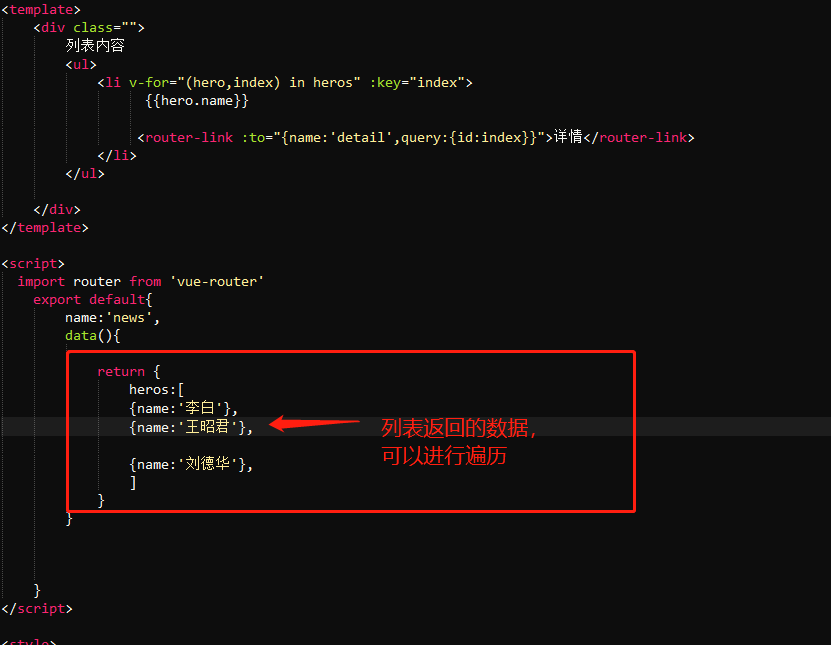 <template>
<div class="">
列表内容
<ul>
<li v-for="(hero,index) in heros" :key="index">
{{hero.name}}
<router-link :to="{name:'detail',query:{id:index}}">详情</router-link>
</li>
</ul>
</div>
</template>
<script>
import router from 'vue-router'
export default{
name:'news',
data(){
return {
heros:[
{name:'李白'},
{name:'王昭君'},
列表返回的数据，
可以进行遍历
{name:'刘德华'},
]
}
}
}
</script>
<style>